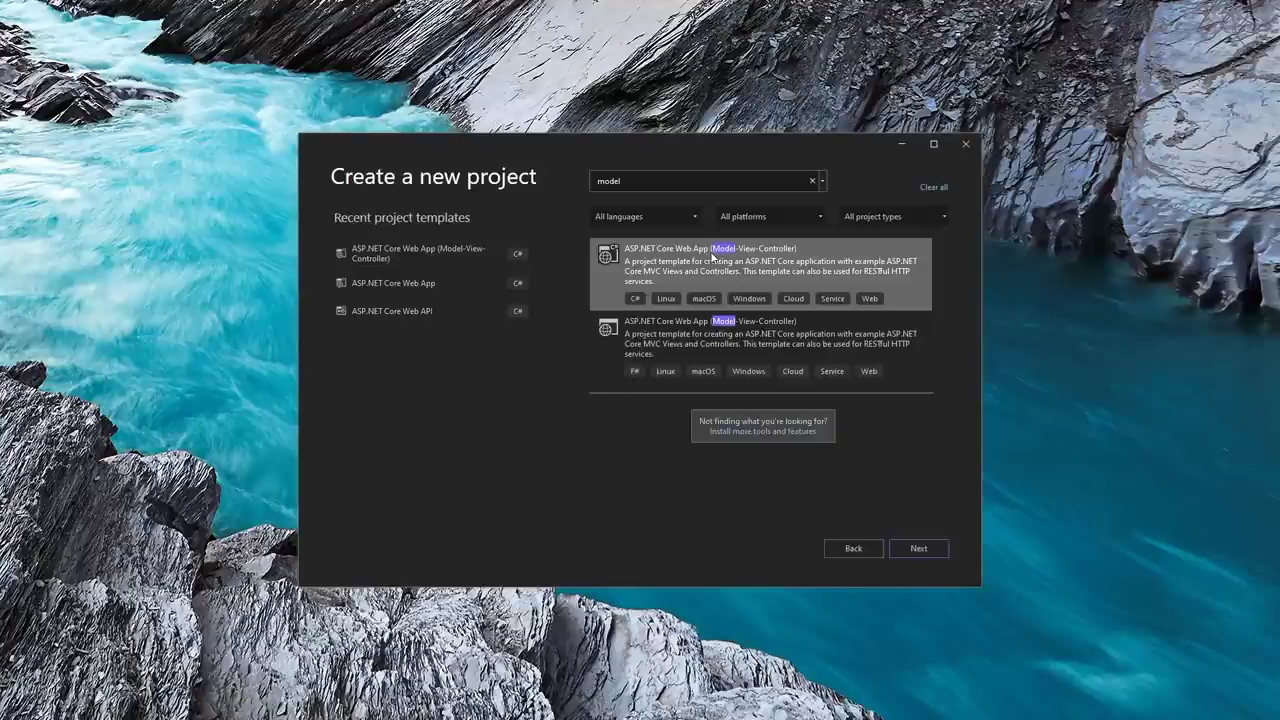 Create a new project
model
Clear all
Recent project templates
All languages
All platforms
All project types
ASP.NET Core Web App (Model-View-
Controller)
C#
ASP.NET Core Web App
C#
ASP.NET Core Web API
C#
ASP.NET Core Web App (Model-View-Controller)
A project template for creating an ASP.NET Core application with example ASP.NET
Core MVC Views and Controllers. This template can also be used for RESTful HTTP
services.
C# Linux macOS Windows Cloud Service Web
ASP.NET Core Web App (Model-View-Controller)
A project template for creating an ASP.NET Core application with example ASP.NET
Core MVC Views and Controllers. This template can also be used for RESTful HTTP
services.
F# Linux macOS Windows Cloud Service Web
Not finding what you're looking for?
Install more tools and features
Back
Next